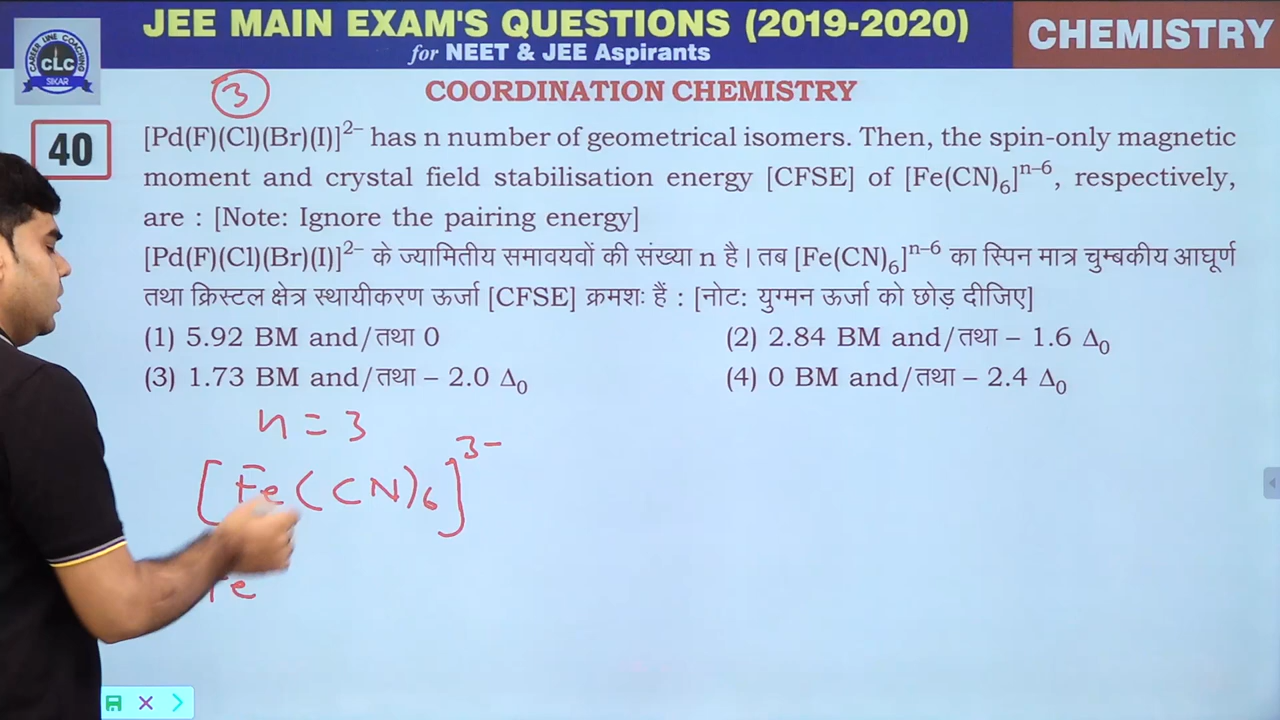 JEE MAIN EXAM'S QUESTIONS (2019-2020)
for NEET & JEE Aspirants
CHEMISTRY
CAREER LINE COACHING
CLC
SIKAR
③
COORDINATION CHEMISTRY
40
[Pd(F)(Cl)(Br)(I)]²⁻ has n number of geometrical isomers. Then, the spin-only magnetic
moment and crystal field stabilisation energy [CFSE] of [Fe(CN)₆]ⁿ⁻⁶, respectively,
are : [Note: Ignore the pairing energy]
[Pd(F)(Cl)(Br)(I)]²⁻ के ज्यामितीय समावयवों की संख्या n है। तब [Fe(CN)₆]ⁿ⁻⁶ का स्पिन मात्र चुम्बकीय आघूर्ण
तथा क्रिस्टल क्षेत्र स्थायीकरण ऊर्जा [CFSE] क्रमशः हैं : [नोट: युग्मन ऊर्जा को छोड़ दीजिए]
(1) 5.92 BM and/तथा 0
(2) 2.84 BM and/तथा – 1.6 Δ₀
(3) 1.73 BM and/तथा – 2.0 Δ₀
(4) 0 BM and/तथा – 2.4 Δ₀
n = 3
[Fe(CN)₆]³⁻
Fe